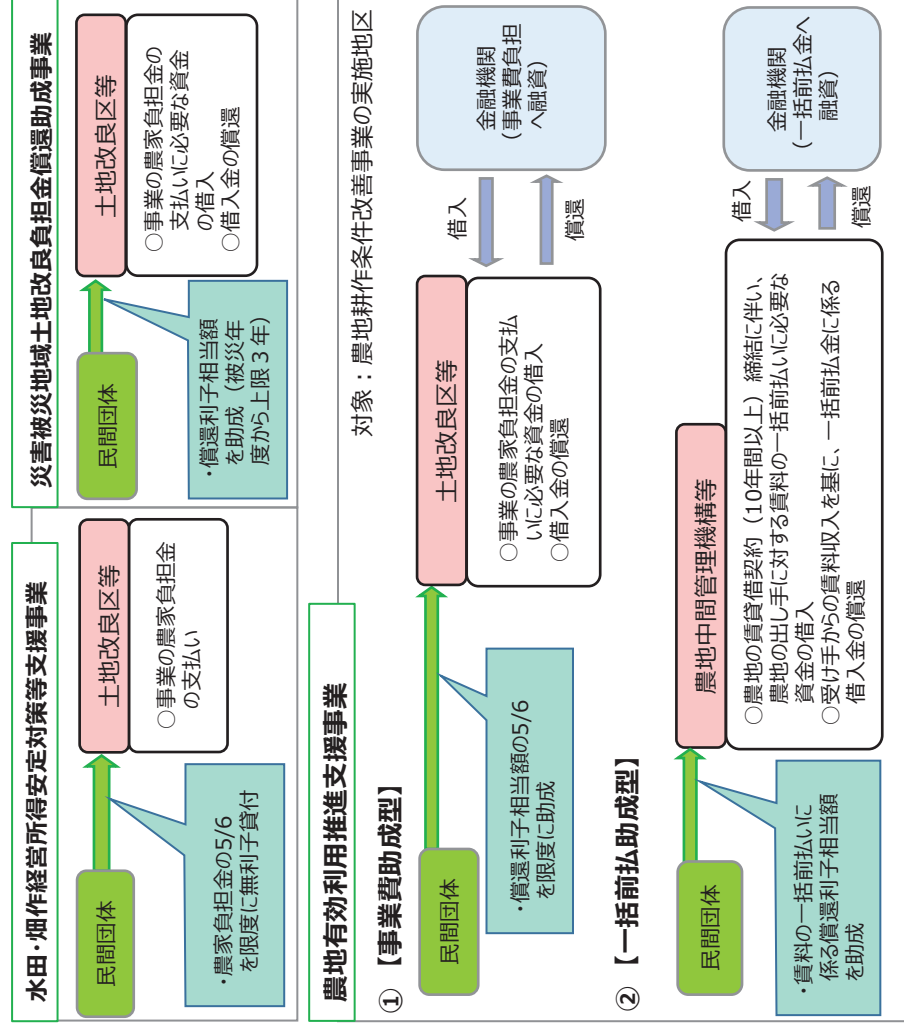 水田・畑作経営所得安定対策等支援事業
民間団体
・農家負担金の5/6
を限度に無利子貸付
土地改良区等
○事業の農家負担金
の支払い
災害被災地域土地改良負担金償還助成事業
民間団体
・償還利子相当額
を助成（被災年
度から上限３年）
土地改良区等
○事業の農家負担金の
支払いに必要な資金
の借入
○借入金の償還
農地有効利用推進支援事業
対象：農地耕作条件改善事業の実施地区
① 【事業費助成型】
民間団体
・償還利子相当額の5/6
を限度に助成
土地改良区等
○事業の農家負担金の支払
いに必要な資金の借入
○借入金の償還
借入
償還
金融機関
(事業費負担
へ融資)
② 【一括前払助成型】
民間団体
・賃料の一括前払いに
係る償還利子相当額
を助成
農地中間管理機構等
○農地の賃貸借契約（10年間以上）締結に伴い、
農地の出し手に対する賃料の一括前払いに必要な
資金の借入
○受け手からの賃料収入を基に、一括前払金に係る
借入金の償還
借入
償還
金融機関
(一括前払金へ
融資)